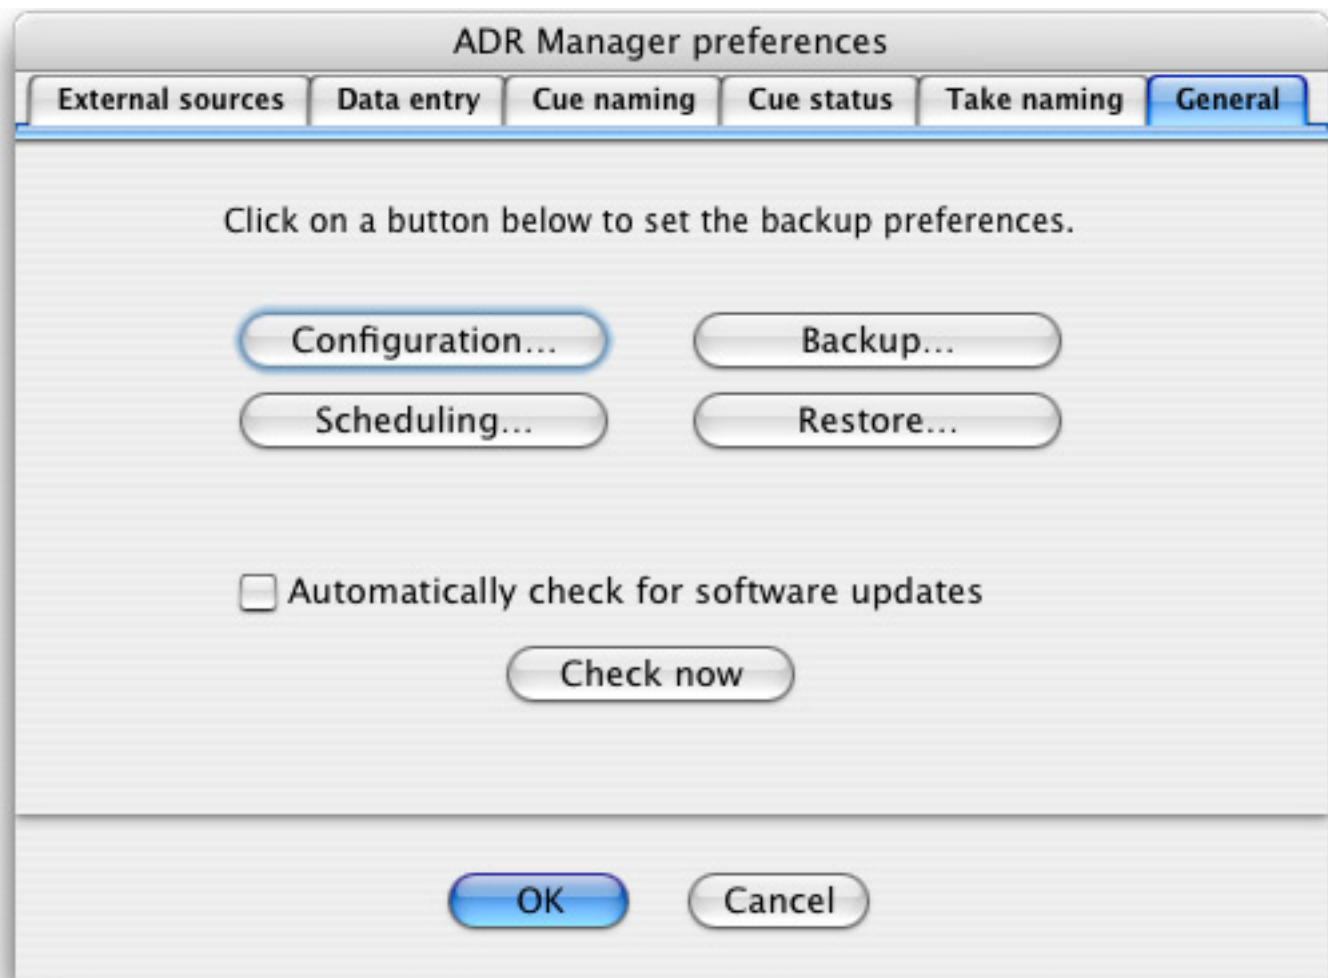 ADR Manager preferences
External sources Data entry Cue naming Cue status Take naming General
Click on a button below to set the backup preferences.
Configuration... Backup...
Scheduling... Restore...
Automatically check for software updates
Check now
OK Cancel